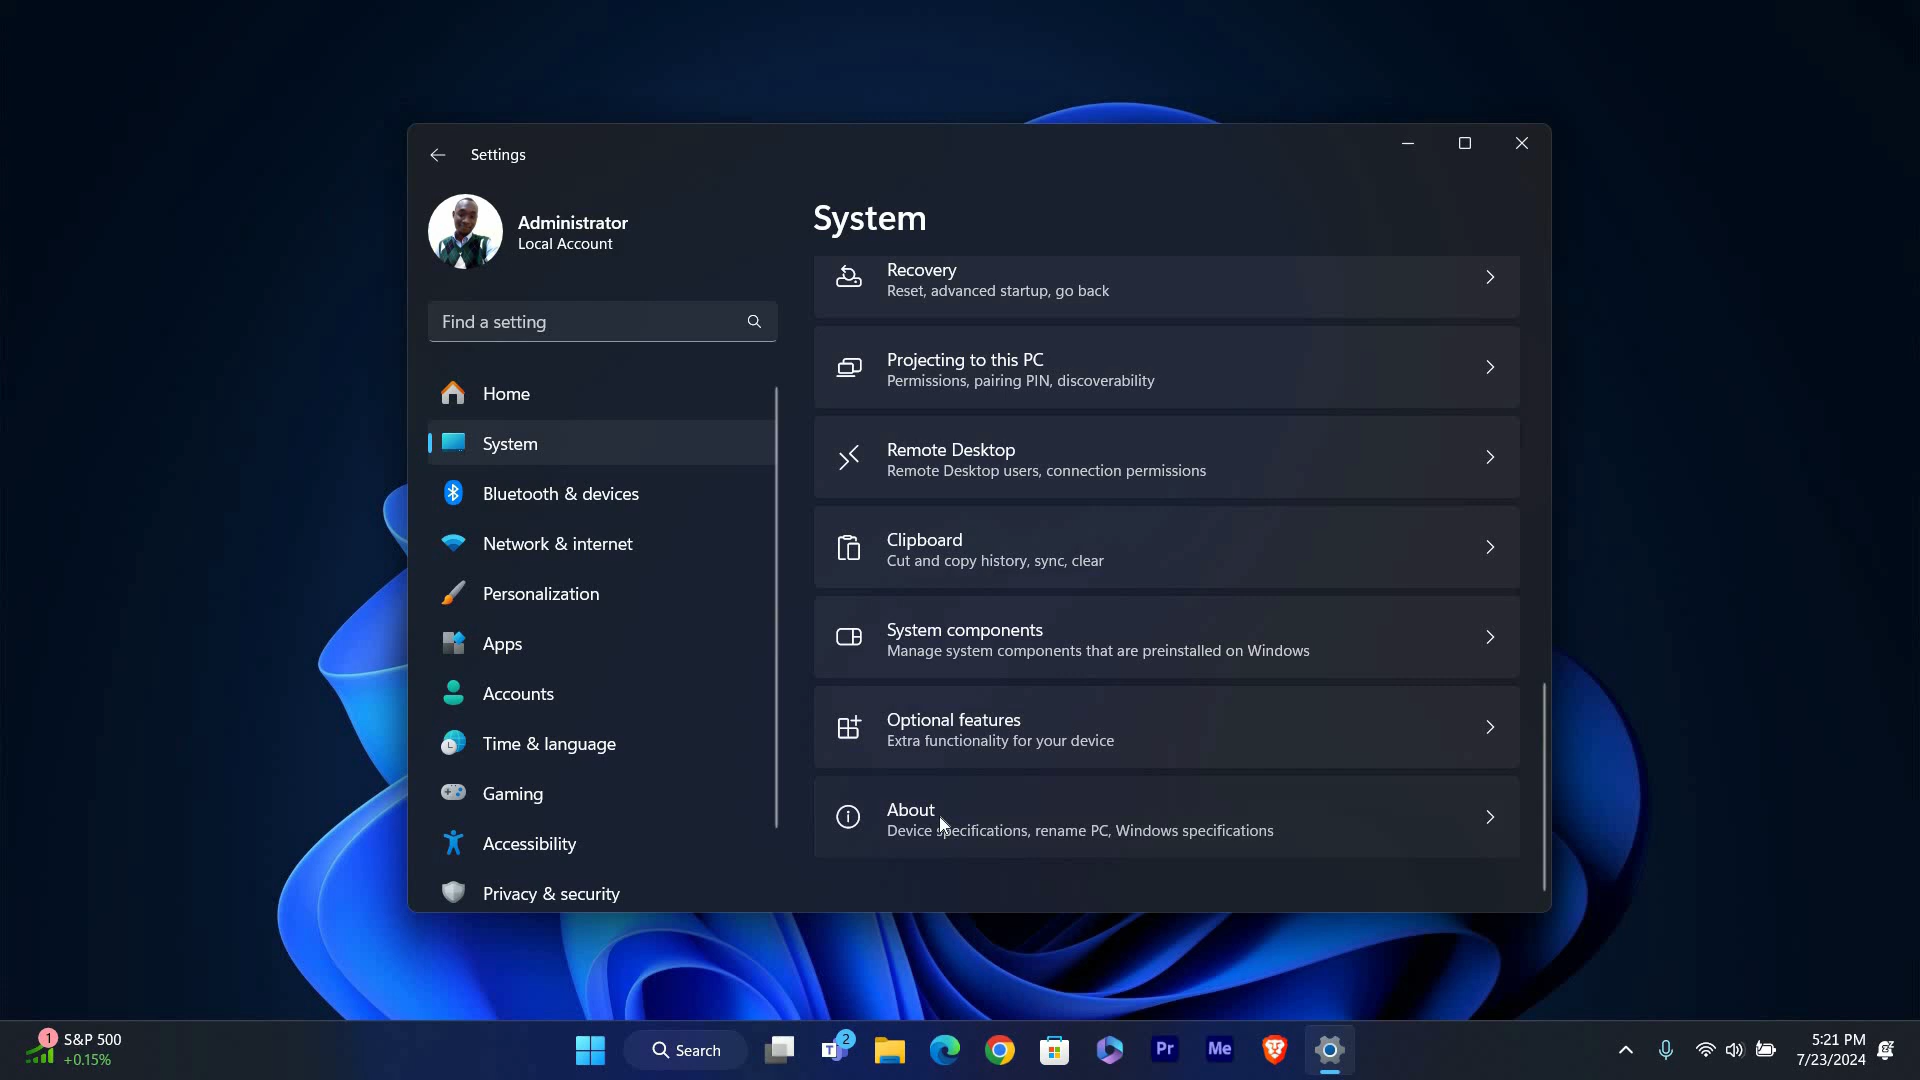 Settings
Administrator
Local Account
Find a setting
Home
System
Bluetooth & devices
Network & internet
Personalization
Apps
Accounts
Time & language
Gaming
Accessibility
Privacy & security
System
Recovery
Reset, advanced startup, go back
Projecting to this PC
Permissions, pairing PIN, discoverability
Remote Desktop
Remote Desktop users, connection permissions
Clipboard
Cut and copy history, sync, clear
System components
Manage system components that are preinstalled on Windows
Optional features
Extra functionality for your device
About
Device specifications, rename PC, Windows specifications
1
S&P 500
+0.15%
Search
T
2
Pr
Me
5:21 PM
7/23/2024